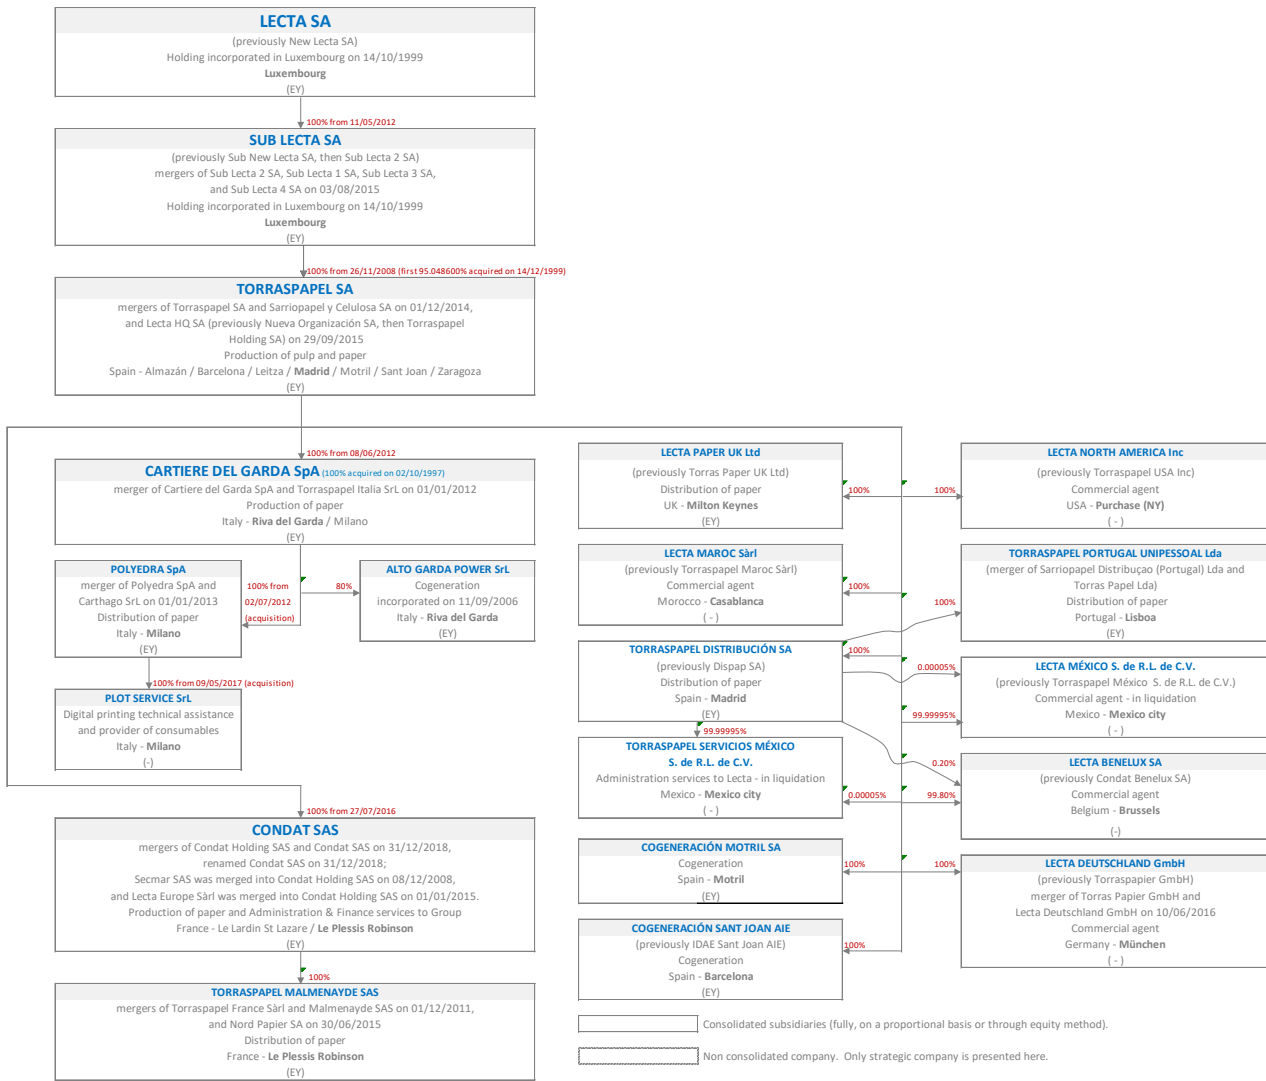 LECTA SA
(previously New Lecta SA)
Holding incorporated in Luxembourg on 14/10/1999
Luxembourg
(EY)
100% from 11/05/2012
SUB LECTA SA
(previously Sub New Lecta SA, then Sub Lecta 2 SA)
mergers of Sub Lecta 2 SA, Sub Lecta 1 SA, Sub Lecta 3 SA,
and Sub Lecta 4 SA on 03/08/2015
Holding incorporated in Luxembourg on 14/10/1999
Luxembourg
(EY)
100% from 26/11/2008 (first 95.048600% acquired on 14/12/1999)
TORRASPAPEL SA
mergers of Torraspapel SA and Sarriopapel y Celulosa SA on 01/12/2014,
and Lecta HQ SA (previously Nueva Organización SA, then Torraspapel
Holding SA) on 29/09/2015
Production of pulp and paper
Spain - Almazán / Barcelona / Leitza / Madrid / Motril / Sant Joan / Zaragoza
(EY)
100% from 08/06/2012
CARTIERE DEL GARDA SpA (100% acquired on 02/10/1997)
merger of Cartiere del Garda SpA and Torraspapel Italia SrL on 01/01/2012
Production of paper
Italy - Riva del Garda / Milano
(EY)
POLYEDRA SpA
merger of Polyedra SpA and
Carthago SrL on 01/01/2013
Distribution of paper
Italy - Milano
(EY)
100% from
02/07/2012
(acquisition)
80%
ALTO GARDA POWER SrL
Cogeneration
incorporated on 11/09/2006
Italy - Riva del Garda
(EY)
100% from 09/05/2017 (acquisition)
PLOT SERVICE SrL
Digital printing technical assistance
and provider of consumables
Italy - Milano
(-)
100% from 27/07/2016
CONDAT SAS
mergers of Condat Holding SAS and Condat SAS on 31/12/2018,
renamed Condat SAS on 31/12/2018;
Secmar SAS was merged into Condat Holding SAS on 08/12/2008,
and Lecta Europe Sàrl was merged into Condat Holding SAS on 01/01/2015.
Production of paper and Administration & Finance services to Group
France - Le Lardin St Lazare / Le Plessis Robinson
(EY)
100%
TORRASPAPEL MALMENAYDE SAS
mergers of Torraspapel France Sàrl and Malmenayde SAS on 01/12/2011,
and Nord Papier SA on 30/06/2015
Distribution of paper
France - Le Plessis Robinson
(EY)
LECTA PAPER UK Ltd
(previously Torras Paper UK Ltd)
Distribution of paper
UK - Milton Keynes
(EY)
100%
100%
LECTA NORTH AMERICA Inc
(previously Torraspapel USA Inc)
Commercial agent
USA - Purchase (NY)
( - )
LECTA MAROC Sàrl
(previously Torraspapel Maroc Sàrl)
Commercial agent
Morocco - Casablanca
( - )
100%
100%
TORRASPAPEL PORTUGAL UNIPESSOAL Lda
(merger of Sarriopapel Distribuçao (Portugal) Lda and
Torras Papel Lda)
Distribution of paper
Portugal - Lisboa
(EY)
TORRASPAPEL DISTRIBUCIÓN SA
(previously Dispap SA)
Distribution of paper
Spain - Madrid
(EY)
100%
0.00005%
99.99995%
LECTA MÉXICO S. de R.L. de C.V.
(previously Torraspapel México S. de R.L. de C.V.)
Commercial agent - in liquidation
Mexico - Mexico city
( - )
99.99995%
TORRASPAPEL SERVICIOS MÉXICO
S. de R.L. de C.V.
Administration services to Lecta - in liquidation
Mexico - Mexico city
( - )
0.00005%
0.20%
99.80%
LECTA BENELUX SA
(previously Condat Benelux SA)
Commercial agent
Belgium - Brussels
(-)
COGENERACIÓN MOTRIL SA
Cogeneration
Spain - Motril
(EY)
100%
100%
LECTA DEUTSCHLAND GmbH
(previously Torraspapier GmbH)
merger of Torras Papier GmbH and
Lecta Deutschland GmbH on 10/06/2016
Commercial agent
Germany - München
( - )
COGENERACIÓN SANT JOAN AIE
(previously IDAE Sant Joan AIE)
Cogeneration
Spain - Barcelona
(EY)
100%
Consolidated subsidiaries (fully, on a proportional basis or through equity method).
Non consolidated company. Only strategic company is presented here.